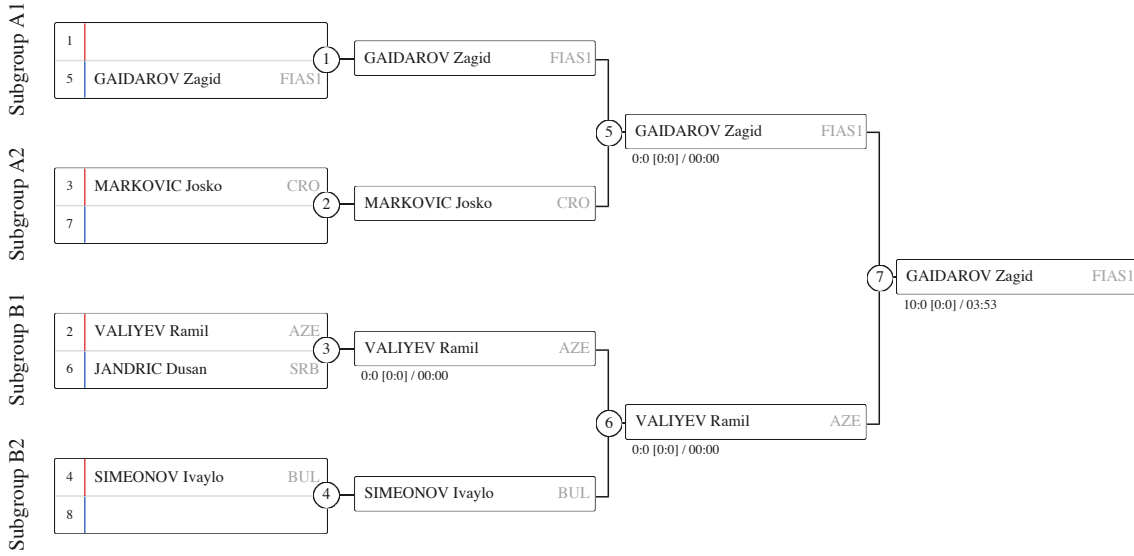 Subgroup A1
1
5 GAIDAROV Zagid FIAS1
1
GAIDAROV Zagid FIAS1
Subgroup A2
3 MARKOVIC Josko CRO
7
2
MARKOVIC Josko CRO
5
GAIDAROV Zagid FIAS1
0:0 [0:0] / 00:00
Subgroup B1
2 VALIYEV Ramil AZE
6 JANDRIC Dusan SRB
3
VALIYEV Ramil AZE
0:0 [0:0] / 00:00
Subgroup B2
4 SIMEONOV Ivaylo BUL
8
4
SIMEONOV Ivaylo BUL
6
VALIYEV Ramil AZE
0:0 [0:0] / 00:00
7
GAIDAROV Zagid FIAS1
10:0 [0:0] / 03:53